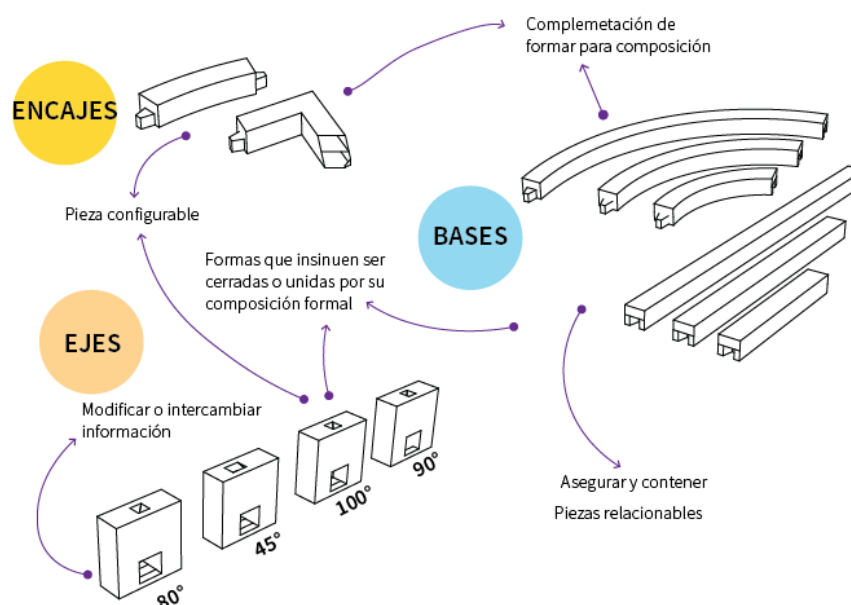 Complemetación de
formar para composición
ENCAJES
Pieza configurable
BASES
Formas que insinuen ser
cerradas o unidas por su
composición formal
EJES
Modificar o intercambiar
información
90°
100°
45°
80°
Asegurar y contener
Piezas relacionables